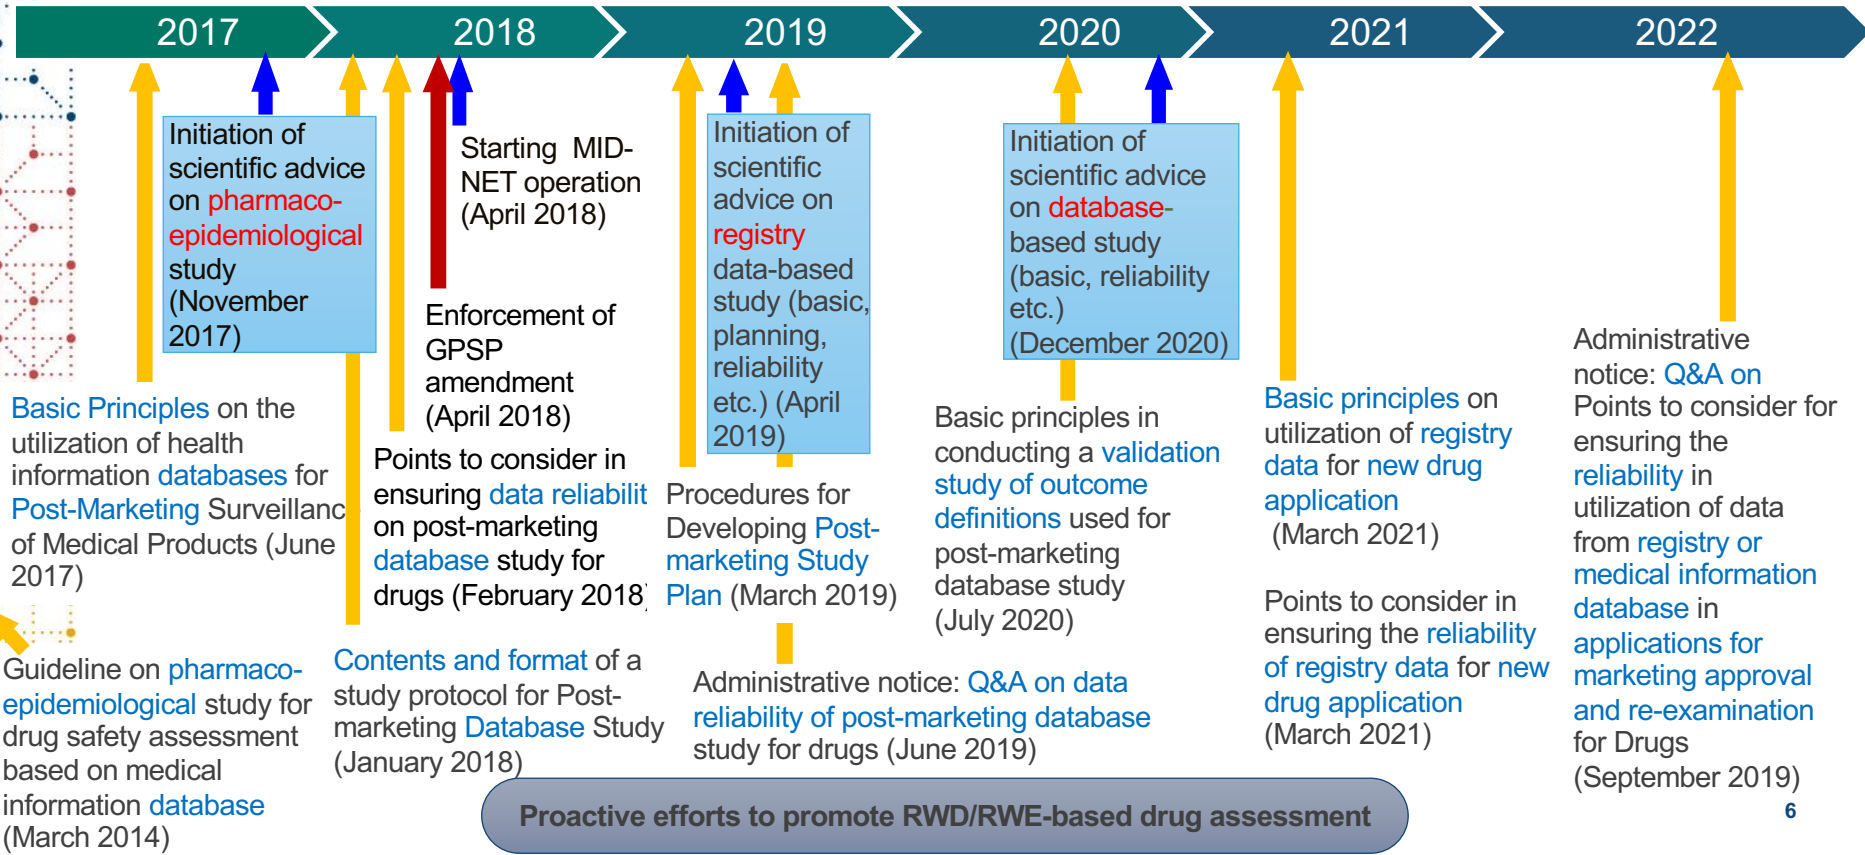 2017
2018
2019
2020
2021
2022
Initiation of
scientific advice
on pharmaco-
epidemiological
study
(November
2017)
Starting MID-
NET operation
(April 2018)
Enforcement of
GPSP
amendment
(April 2018)
Initiation of
scientific
advice on
registry
data-based
study (basic,
planning,
reliability
etc.) (April
2019)
Initiation of
scientific advice
on database-
based study
(basic, reliability
etc.)
(December 2020)
Basic Principles on the
utilization of health
information databases for
Post-Marketing Surveillanc
of Medical Products (June
2017)
Points to consider in
ensuring data reliabilit
on post-marketing
database study for
drugs (February 2018)
Procedures for
Developing Post-
marketing Study
Plan (March 2019)
Basic principles in
conducting a validation
study of outcome
definitions used for
post-marketing
database study
(July 2020)
Basic principles on
utilization of registry
data for new drug
application
(March 2021)
Points to consider in
ensuring the reliability
of registry data for new
drug application
(March 2021)
Administrative
notice: Q&A on
Points to consider for
ensuring the
reliability in
utilization of data
from registry or
medical information
database in
applications for
marketing approval
and re-examination
for Drugs
(September 2019)
Guideline on pharmaco-
epidemiological study for
drug safety assessment
based on medical
information database
(March 2014)
Contents and format of a
study protocol for Post-
marketing Database Study
(January 2018)
Administrative notice: Q&A on data
reliability of post-marketing database
study for drugs (June 2019)
Proactive efforts to promote RWD/RWE-based drug assessment
6